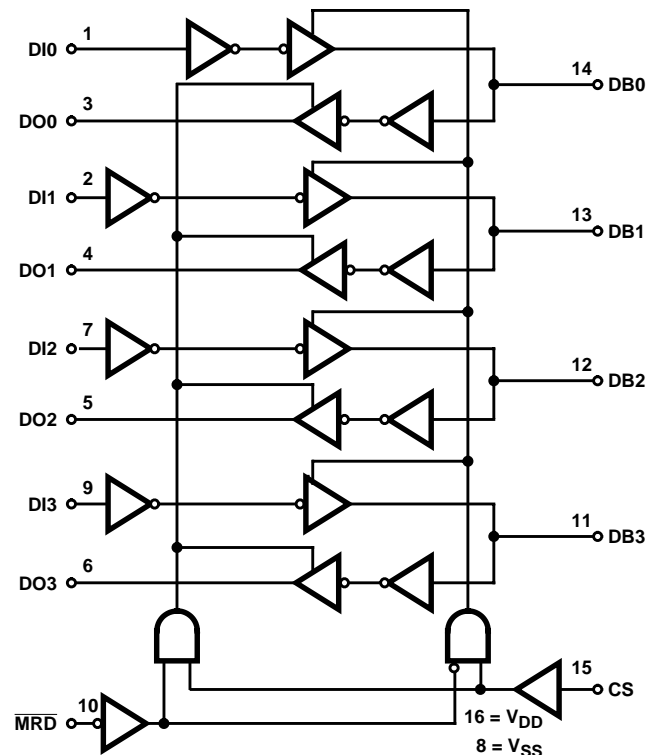 DI0 1
14 DB0
DO0 3
DI1 2
13 DB1
DO1 4
DI2 7
12 DB2
DO2 5
DI3 9
11 DB3
DO3 6
MRD 10
15 CS
16 = VDD
8 = VSS